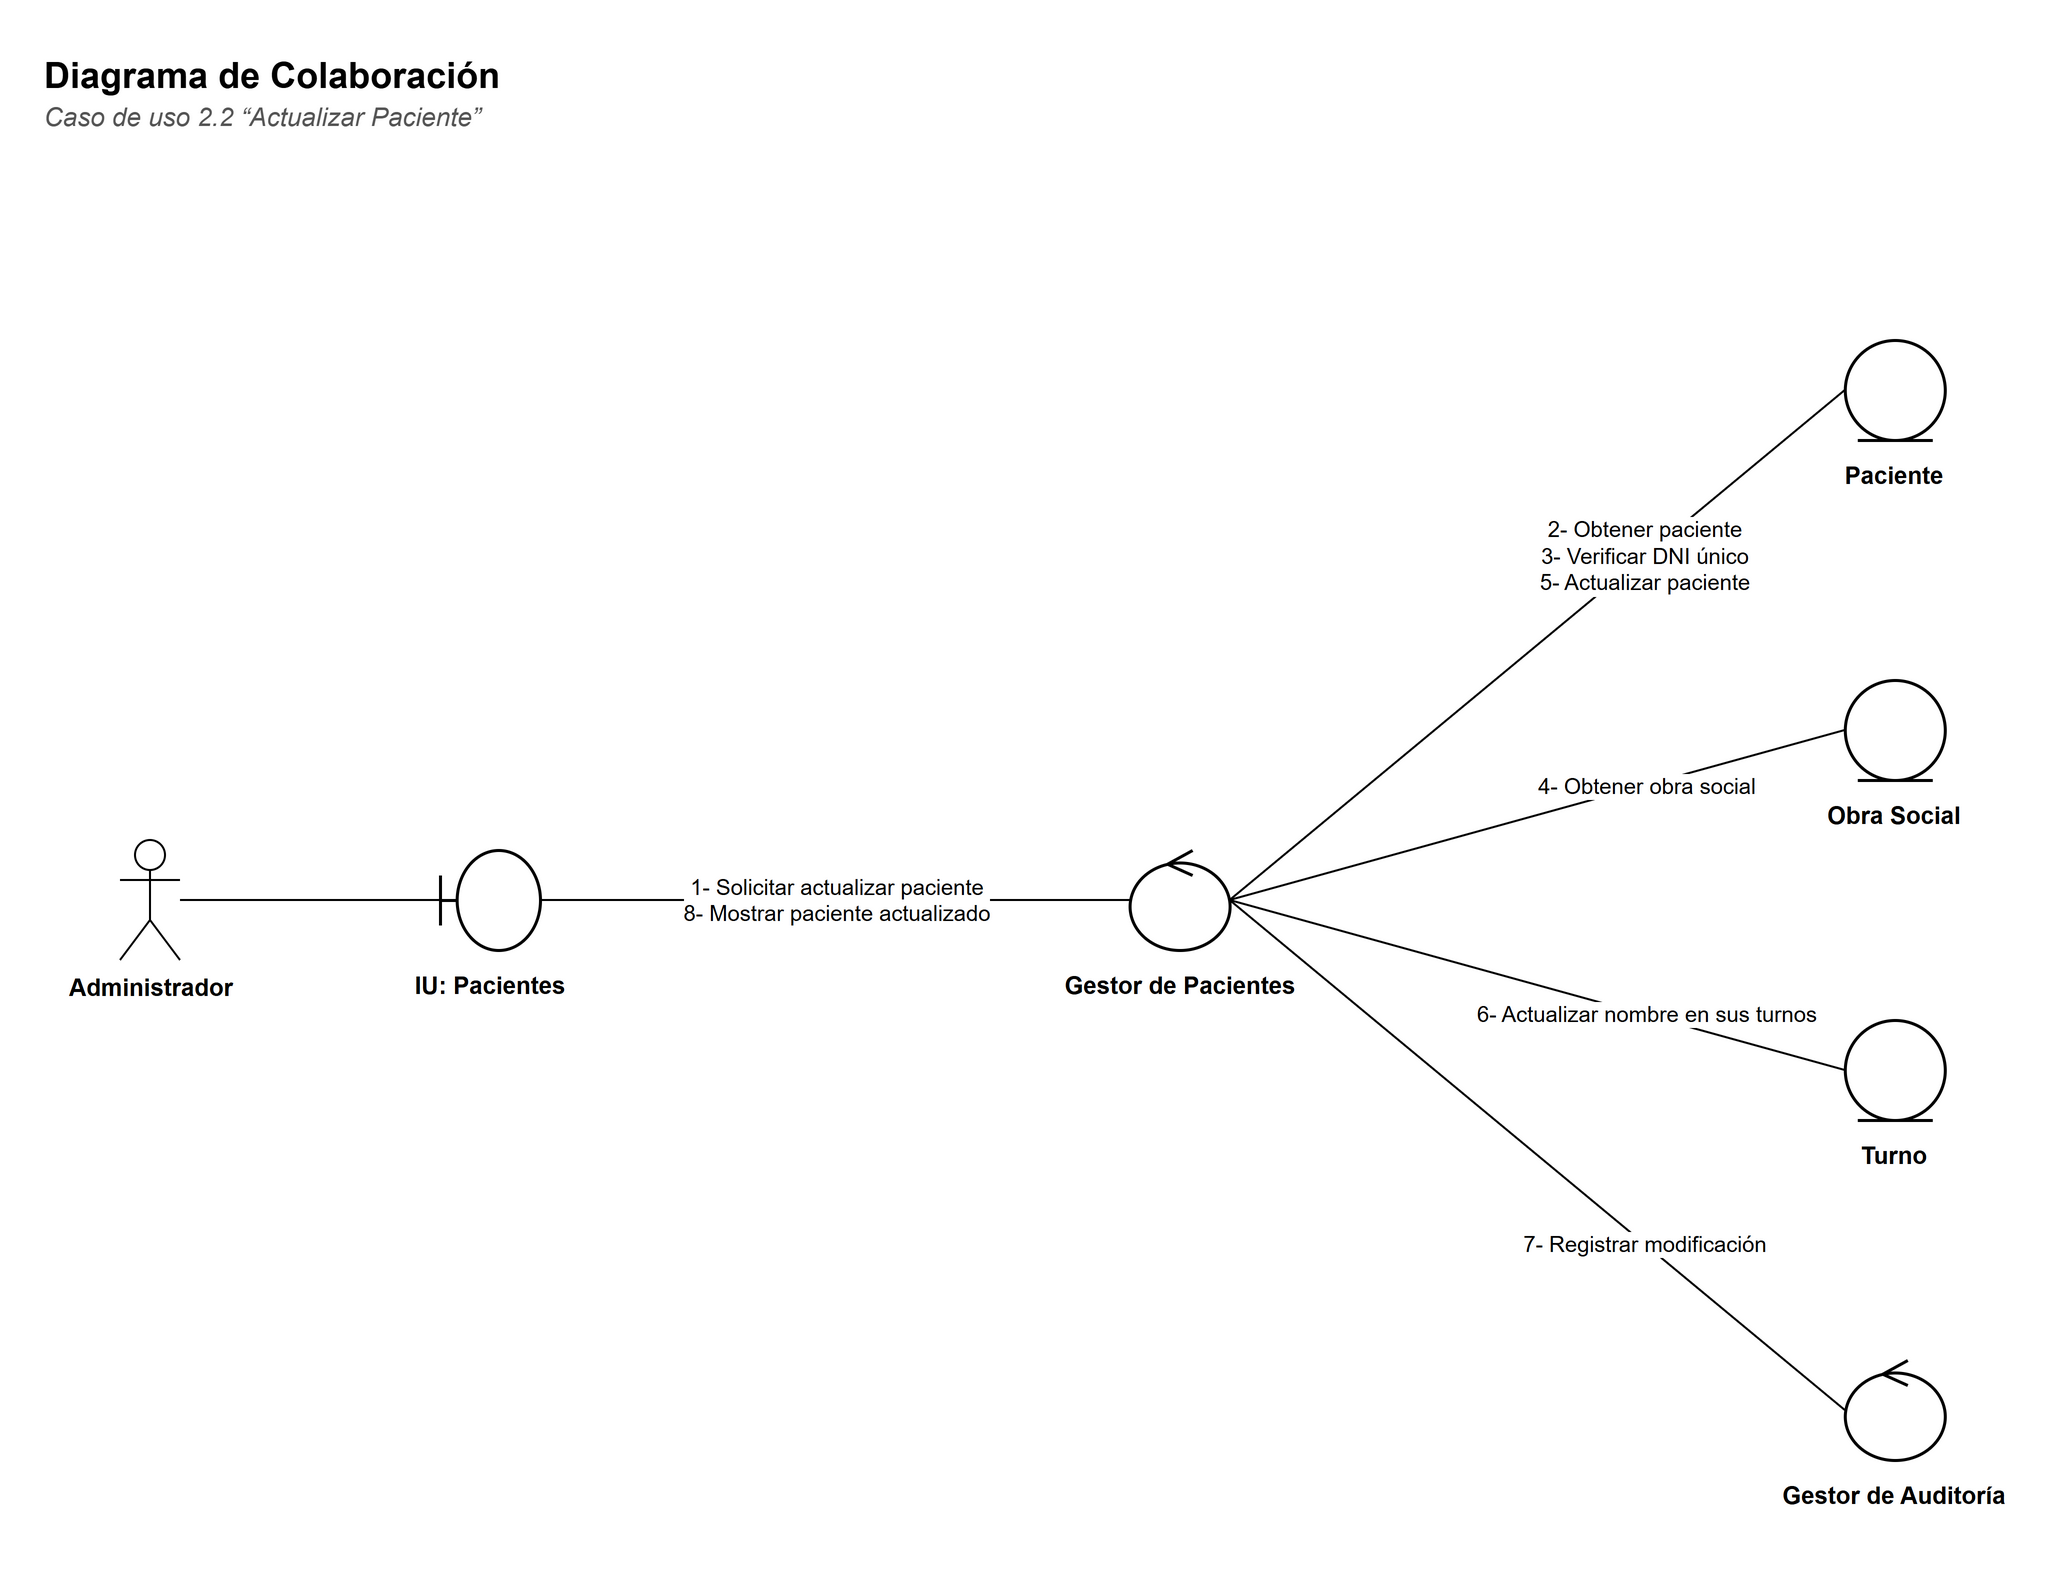 Diagrama de Colaboración
Caso de uso 2.2 “Actualizar Paciente”
Paciente
2- Obtener paciente
3- Verificar DNI único
5- Actualizar paciente
4- Obtener obra social
Obra Social
1- Solicitar actualizar paciente
8- Mostrar paciente actualizado
Administrador
IU: Pacientes
Gestor de Pacientes
6- Actualizar nombre en sus turnos
Turno
7- Registrar modificación
Gestor de Auditoría